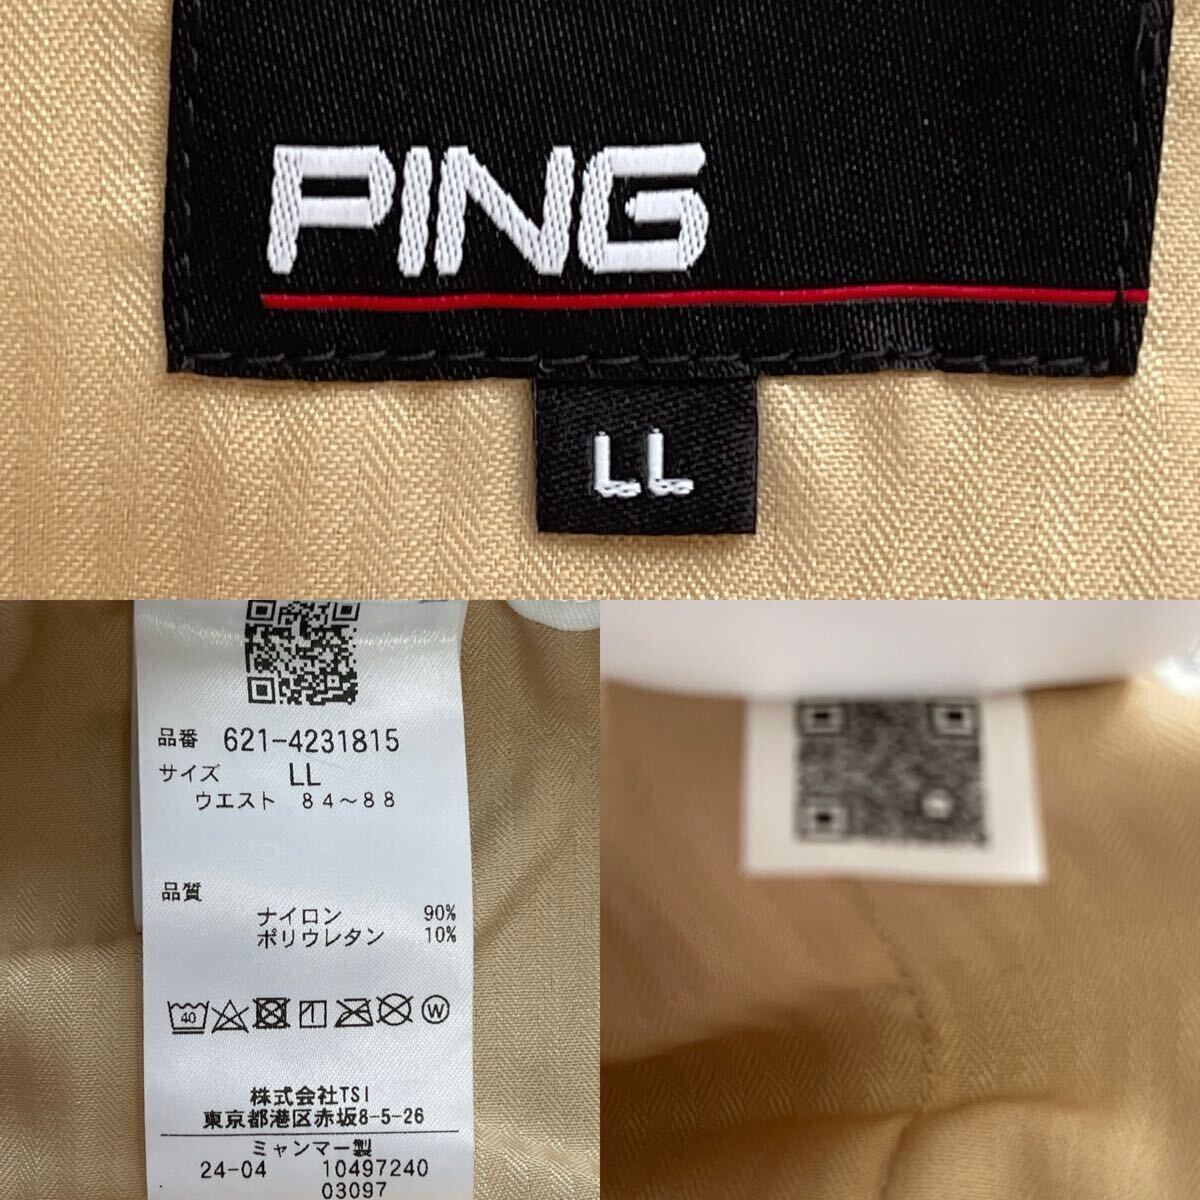 PING
LL
品番 621-4231815
サイズ LL
ウエスト 84～88
品質
ナイロン 90%
ポリウレタン 10%
40 W
株式会社TSI
東京都港区赤坂8-5-26
ミャンマー製
24-04 10497240
03097